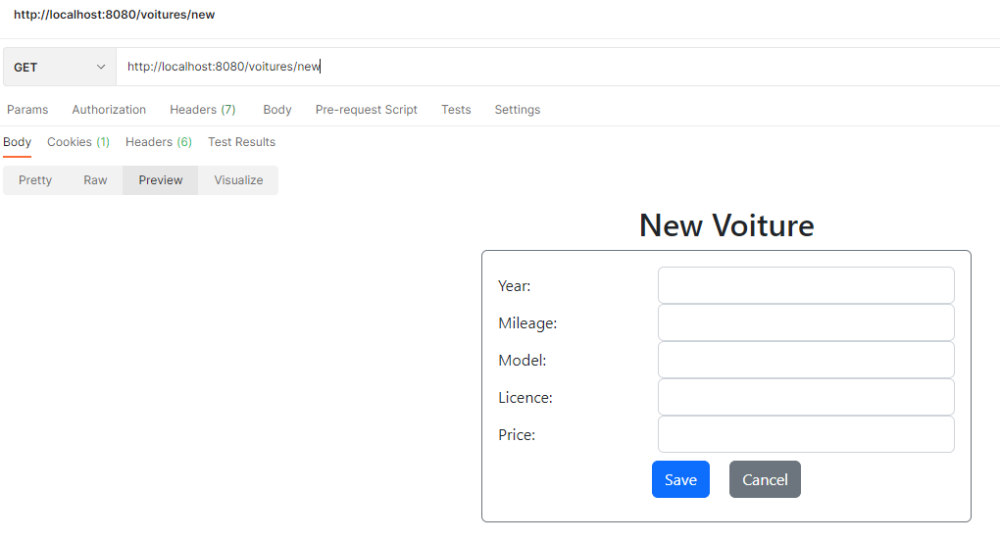 http://localhost:8080/voitures/new
GET http://localhost:8080/voitures/new
Params Authorization Headers (7) Body Pre-request Script Tests Settings
Body Cookies (1) Headers (6) Test Results
Pretty Raw Preview Visualize
New Voiture
Year:
Mileage:
Model:
Licence:
Price:
Save Cancel